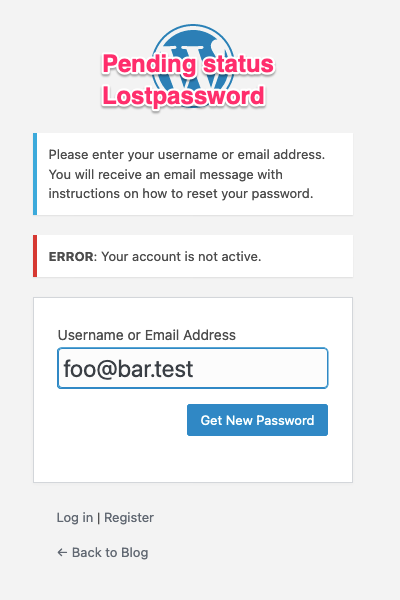 Pending status
Lostpassword
Please enter your username or email address.
You will receive an email message with
instructions on how to reset your password.
ERROR: Your account is not active.
Username or Email Address
foo@bar.test
Get New Password
Log in | Register
← Back to Blog